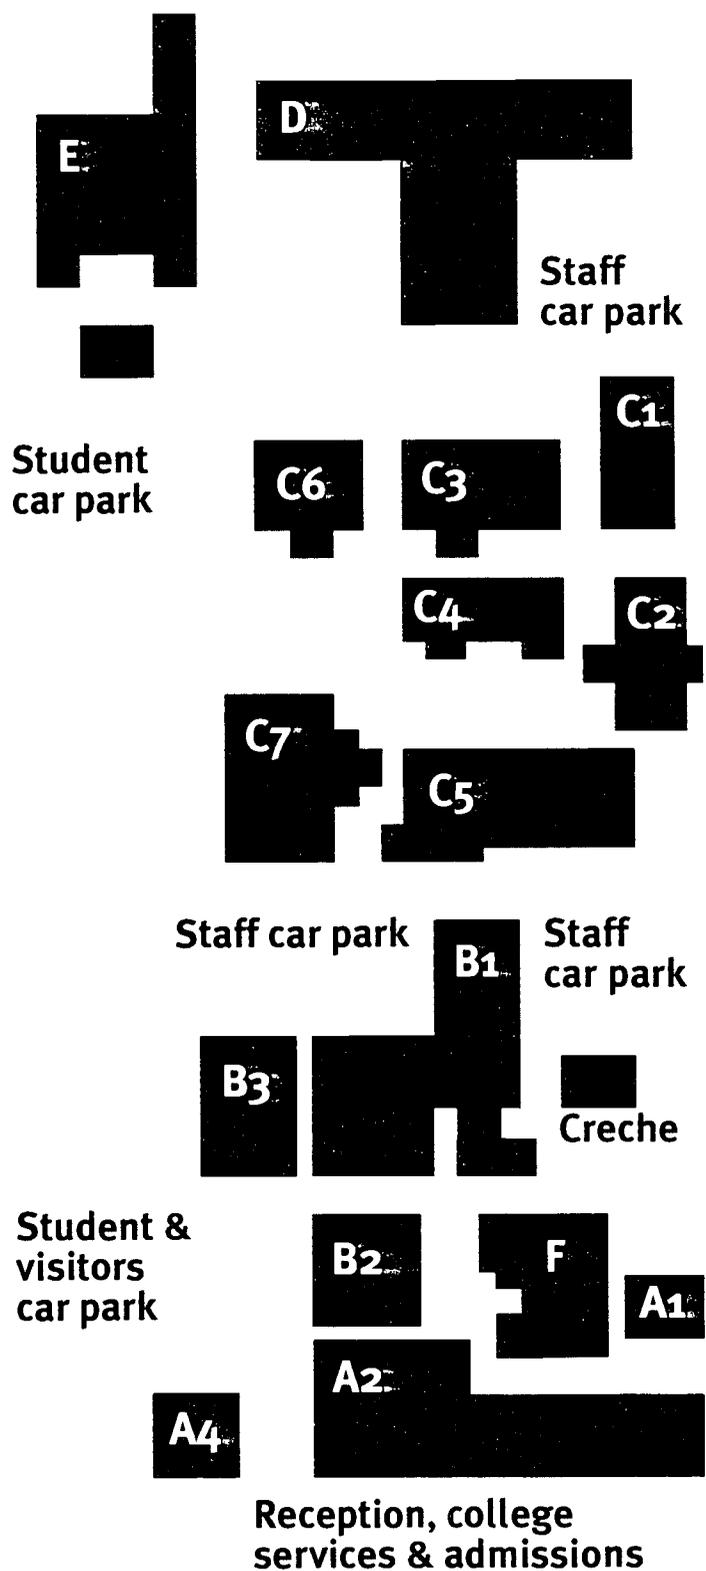 D
E
Staff
car park
C1
Student
car park
C6
C3
C4
C2
C7
C5
Staff car park
B1
Staff
car park
B3
Creche
Student &
visitors
car park
B2
F
A1
A2
A4
Reception, college
services & admissions